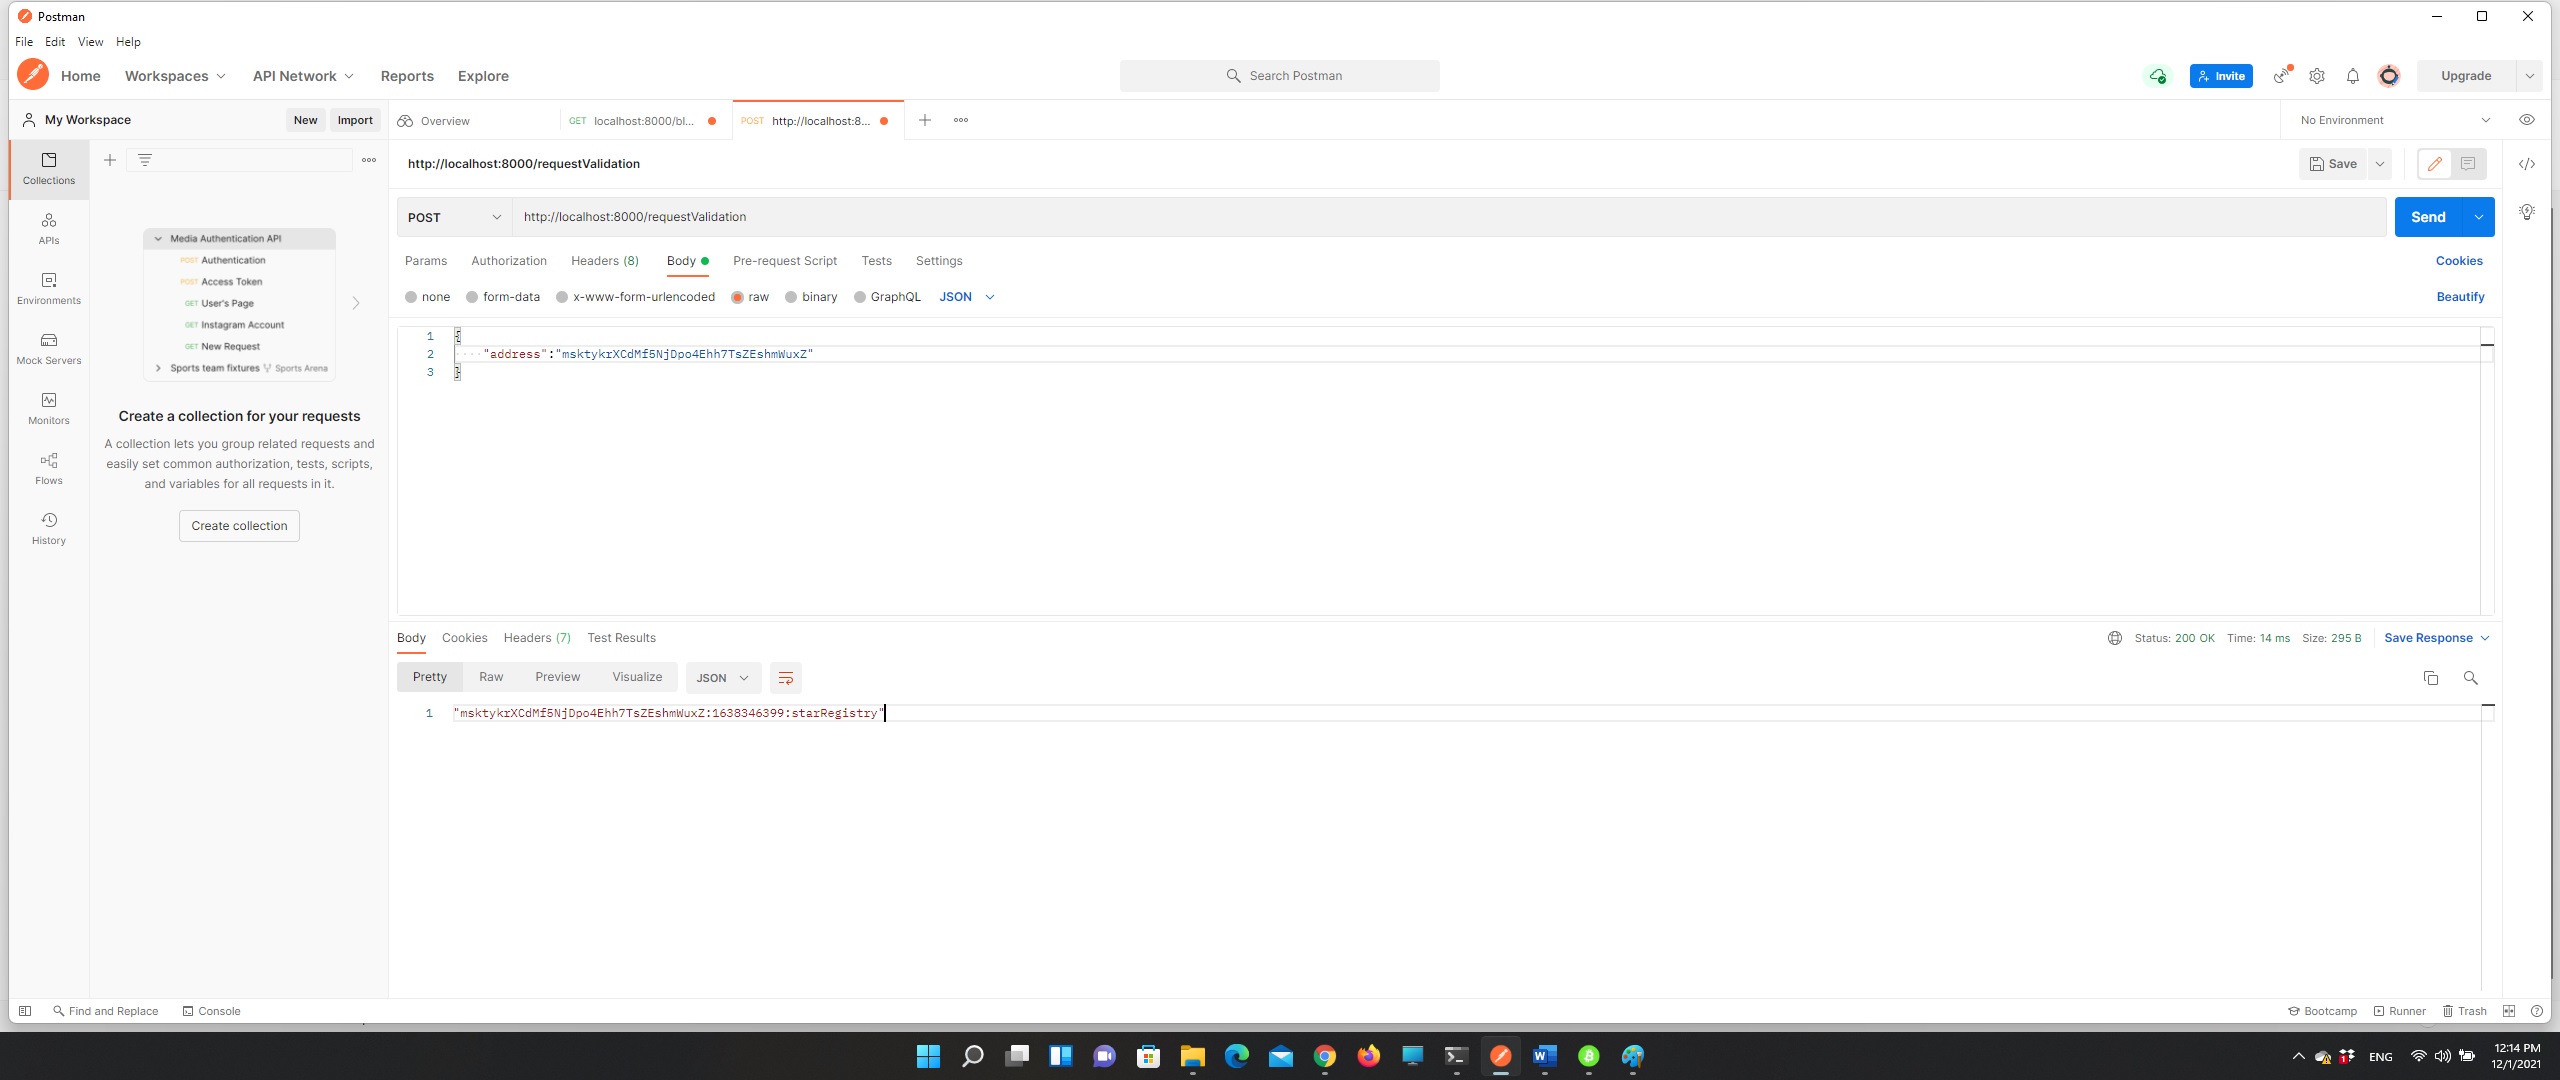 Postman
File Edit View Help
Home Workspaces API Network Reports Explore
Search Postman
Invite
Upgrade
My Workspace
New Import
Overview
GET localhost:8000/bl...
POST http://localhost:8...
No Environment
Collections
APIs
Environments
Mock Servers
Monitors
Flows
History
Media Authentication API
POST Authentication
POST Access Token
GET User's Page
GET Instagram Account
GET New Request
Sports team fixtures Sports Arena
Create a collection for your requests
A collection lets you group related requests and
easily set common authorization, tests, scripts,
and variables for all requests in it.
Create collection
http://localhost:8000/requestValidation
Save
POST http://localhost:8000/requestValidation
Send
Params Authorization Headers (8) Body Pre-request Script Tests Settings
Cookies
none form-data x-www-form-urlencoded raw binary GraphQL JSON
Beautify
1 {
2 "address":"msktykrXCdMf5NjDpo4Ehh7TsZEshmWuxZ"
3 }
Body Cookies Headers (7) Test Results
Status: 200 OK Time: 14 ms Size: 295 B Save Response
Pretty Raw Preview Visualize JSON
1 "msktykrXCdMf5NjDpo4Ehh7TsZEshmWuxZ:1638346399:starRegistry"
Find and Replace Console
Bootcamp Runner Trash
ENG
12:14 PM
12/1/2021